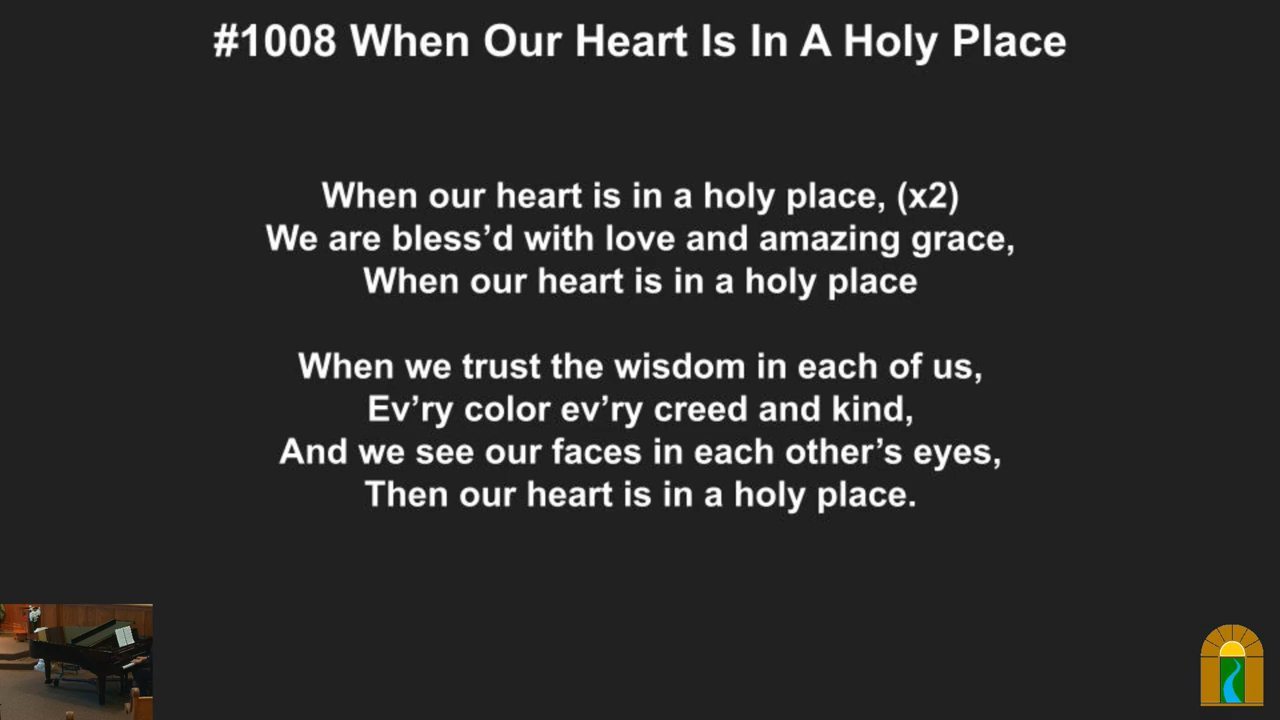 #1008 When Our Heart Is In A Holy Place
When our heart is in a holy place, (x2)
We are bless’d with love and amazing grace,
When our heart is in a holy place
When we trust the wisdom in each of us,
Ev’ry color ev’ry creed and kind,
And we see our faces in each other’s eyes,
Then our heart is in a holy place.